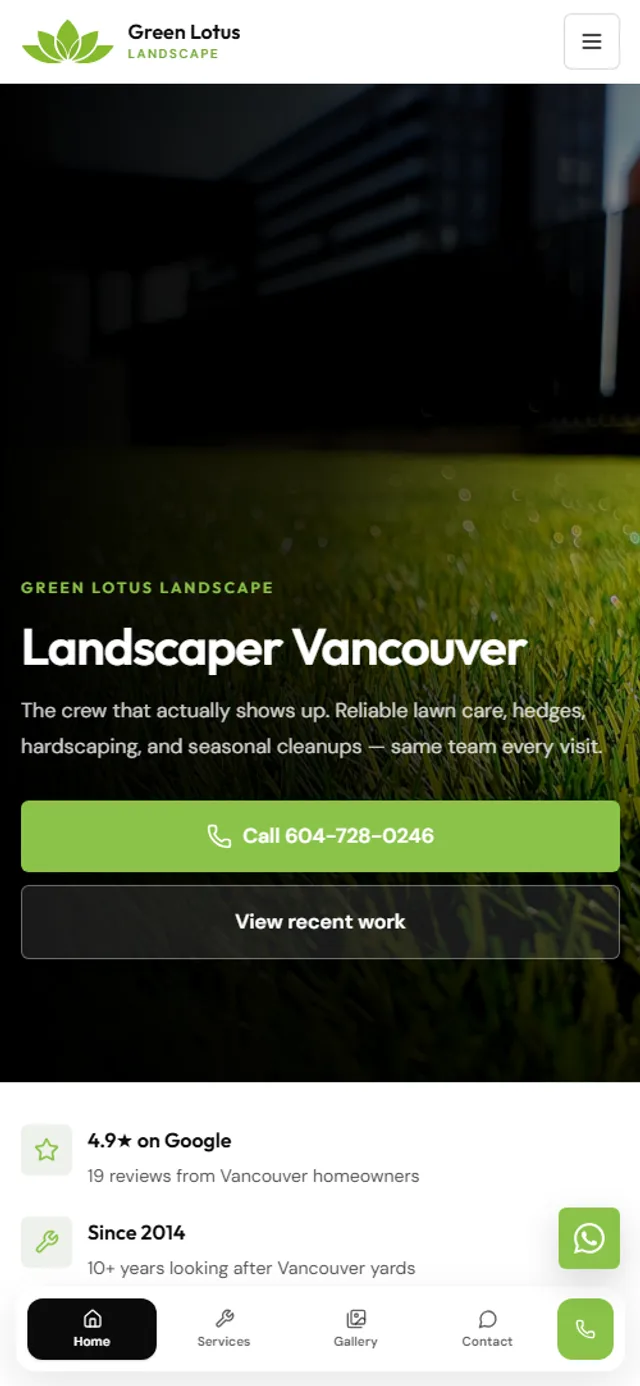 Green Lotus
LANDSCAPE
GREEN LOTUS LANDSCAPE
Landscaper Vancouver
The crew that actually shows up. Reliable lawn care, hedges,
hardscaping, and seasonal cleanups — same team every visit.
Call 604-728-0246
View recent work
4.9★ on Google
19 reviews from Vancouver homeowners
Since 2014
10+ years looking after Vancouver yards
Home
Services
Gallery
Contact